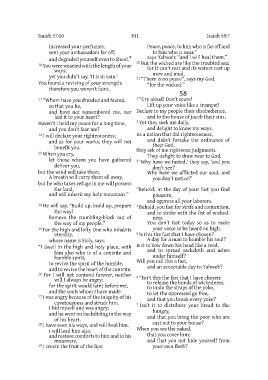 Isaiah 57:10
811
Isaiah 58:7
increased your perfumes,
sent your ambassadors far off,
and degraded yourself even to Sheol.
10 You were wearied with the length of your
ways;
yet you didn't say, 'It is in vain.'
You found a reviving of your strength;
therefore you weren't faint.
11 "Whom have you dreaded and feared,
so that you lie,
and have not remembered me, nor
laid it to your heart?
Haven't I held my peace for a long time,
and you don't fear me?
12 I will declare your righteousness;
and as for your works, they will not
benefit you.
13 When you cry,
let those whom you have gathered
deliver you,
but the wind will take them.
A breath will carry them all away,
but he who takes refuge in me will possess
the land,
and will inherit my holy mountain."
14 He will say, "Build up, build up, prepare
the way!
Remove the stumbling-block out of
the way of my people."
15 For the high and lofty One who inhabits
eternity,
whose name is Holy, says:
"I dwell in the high and holy place, with
him also who is of a contrite and
humble spirit,
to revive the spirit of the humble,
and to revive the heart of the contrite.
16 For I will not contend forever, neither
will I always be angry;
for the spirit would faint before me,
and the souls whom I have made.
17 I was angry because of the iniquity of his
covetousness and struck him.
I hid myself and was angry;
and he went on backsliding in the way
of his heart.
18 I have seen his ways, and will heal him.
I will lead him also,
and restore comforts to him and to his
mourners.
19 I create the fruit of the lips:
Peace, peace, to him who is far off and
to him who is near,"
says Yahweh; "and I will heal them."
20 But the wicked are like the troubled sea;
for it can't rest and its waters cast up
mire and mud.
21 "There is no peace", says my God,
"for the wicked."
58
1 "Cry aloud! Don't spare!
Lift up your voice like a trumpet!
Declare to my people their disobedience,
and to the house of Jacob their sins.
2 Yet they seek me daily,
and delight to know my ways.
As a nation that did righteousness,
and didn't forsake the ordinance of
their God,
they ask of me righteous judgments.
They delight to draw near to God.
3 'Why have we fasted,' they say, 'and you
don't see?
Why have we afflicted our soul, and
you don't notice?'
"Behold, in the day of your fast you find
pleasure,
and oppress all your laborers.
4 Behold, you fast for strife and contention,
and to strike with the fist of wicked-
ness.
You don't fast today so as to make
your voice to be heard on high.
5 Is this the fast that I have chosen?
A day for a man to humble his soul?
Is it to bow down his head like a reed,
and to spread sackcloth and ashes
under himself?
Will you call this a fast,
and an acceptable day to Yahweh?
6 "Isn't this the fast that I have chosen:
to release the bonds of wickedness,
to undo the straps of the yoke,
to let the oppressed go free,
and that you break every yoke?
7 Isn't it to distribute your bread to the
hungry,
and that you bring the poor who are
cast out to your house?
When you see the naked,
that you cover him;
and that you not hide yourself from
your own flesh?